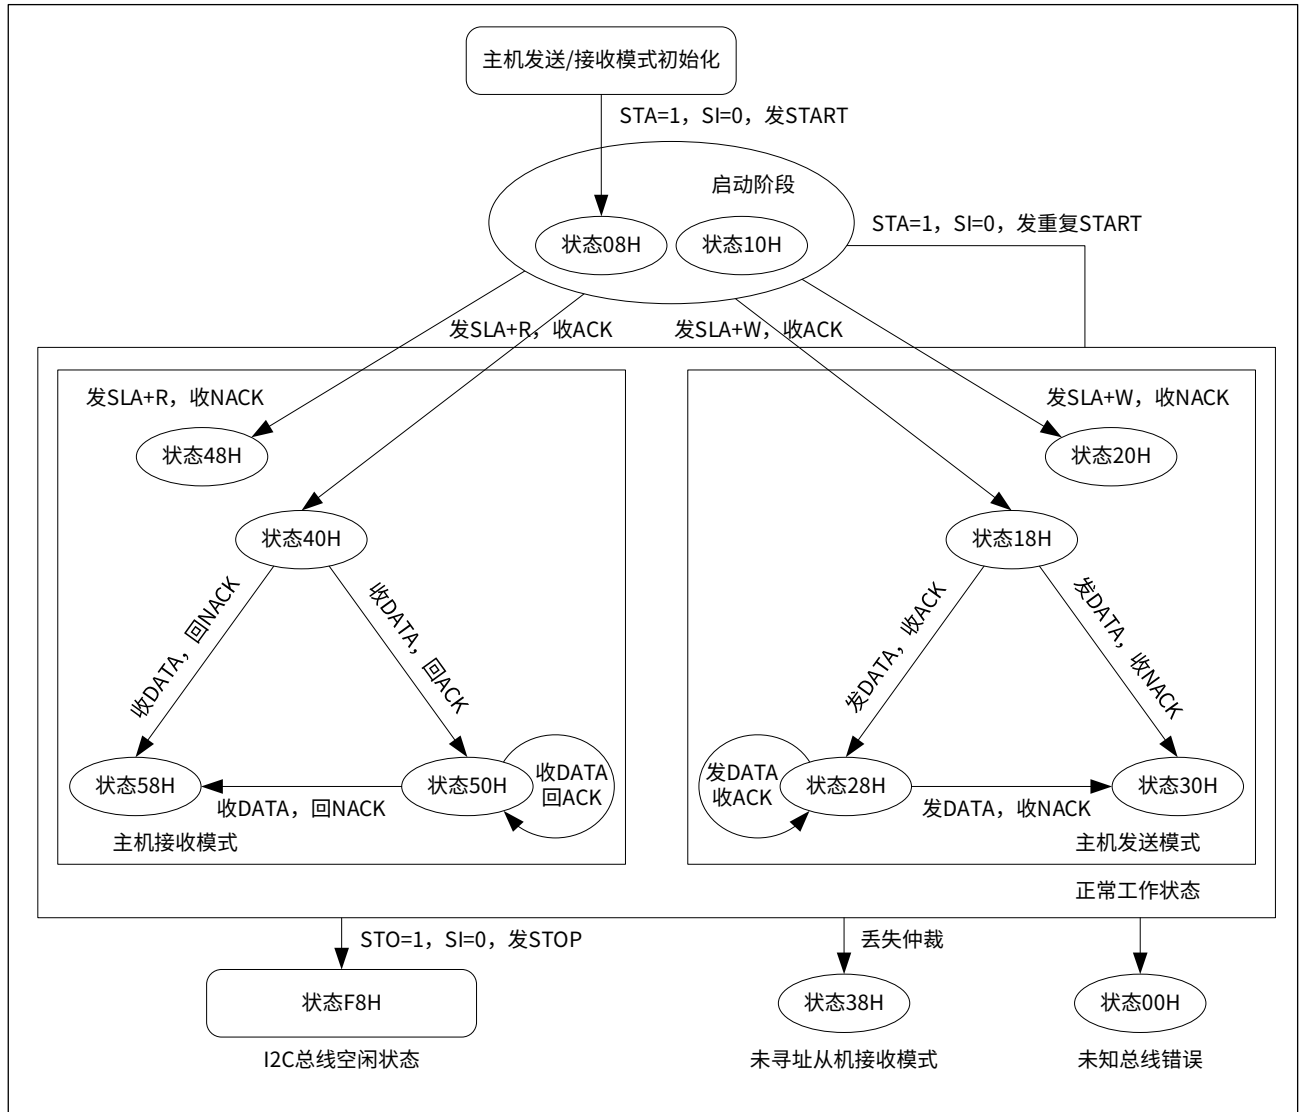 主机发送/接收模式初始化
STA=1，SI=0，发START
启动阶段
状态08H
状态10H
STA=1，SI=0，发重复START
发SLA+R，收ACK
发SLA+W，收ACK
发SLA+R，收NACK
发SLA+W，收NACK
状态48H
状态20H
状态40H
状态18H
收DATA，回NACK
收DATA，回ACK
发DATA，收ACK
发DATA，收NACK
状态58H
状态50H
收DATA
回ACK
发DATA
收ACK
状态28H
状态30H
收DATA，回NACK
发DATA，收NACK
主机接收模式
主机发送模式
正常工作状态
STO=1，SI=0，发STOP
丢失仲裁
状态F8H
状态38H
状态00H
I2C总线空闲状态
未寻址从机接收模式
未知总线错误